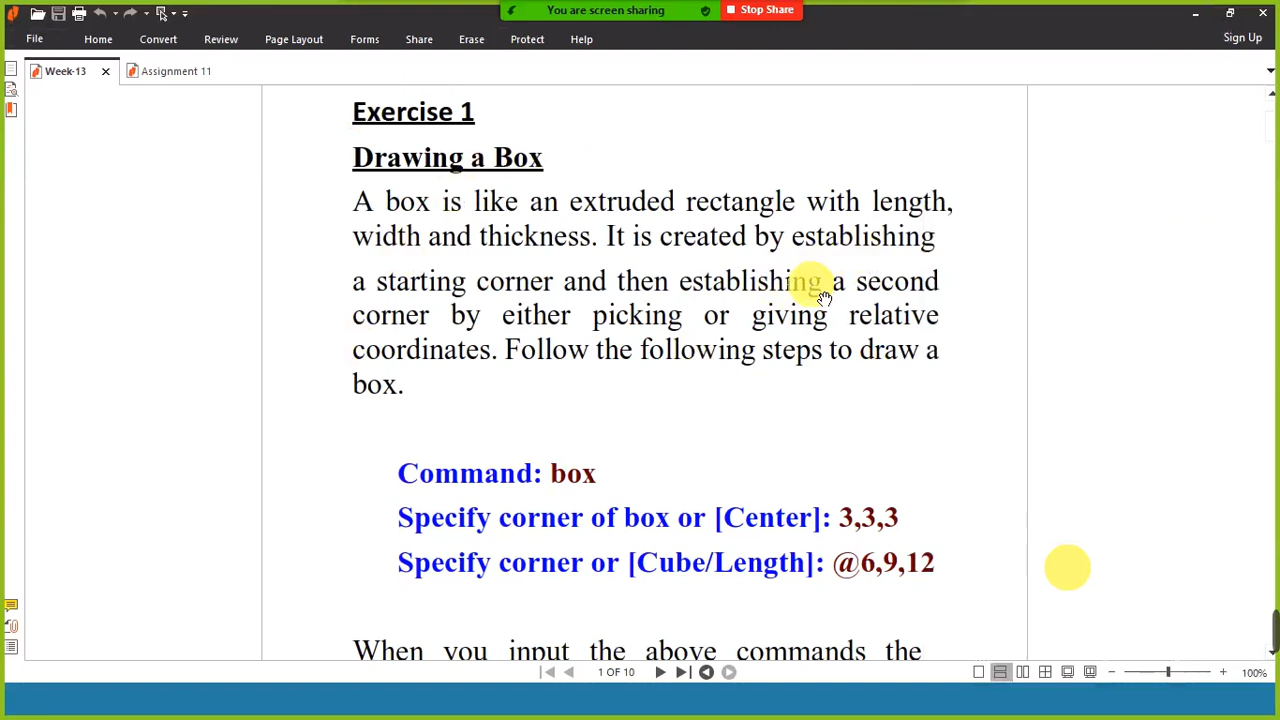 You are screen sharing
Stop Share
File Home Convert Review Page Layout Forms Share Erase Protect Help Sign Up
Week-13 Assignment 11
Exercise 1
Drawing a Box
A box is like an extruded rectangle with length,
width and thickness. It is created by establishing
a starting corner and then establishing a second
corner by either picking or giving relative
coordinates. Follow the following steps to draw a
box.
Command: box
Specify corner of box or [Center]: 3,3,3
Specify corner or [Cube/Length]: @6,9,12
When you input the above commands the
1 OF 10
100%